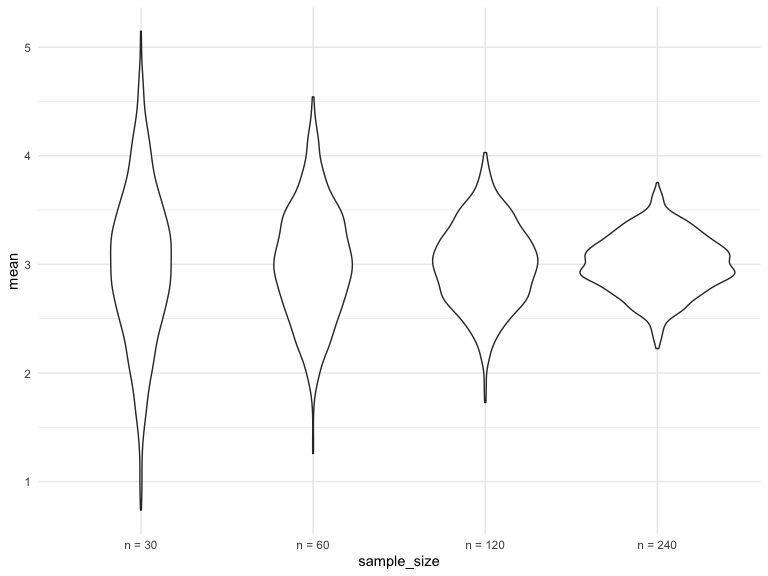 5
4
3
2
1
mean
n = 30 n = 60 n = 120 n = 240
sample_size